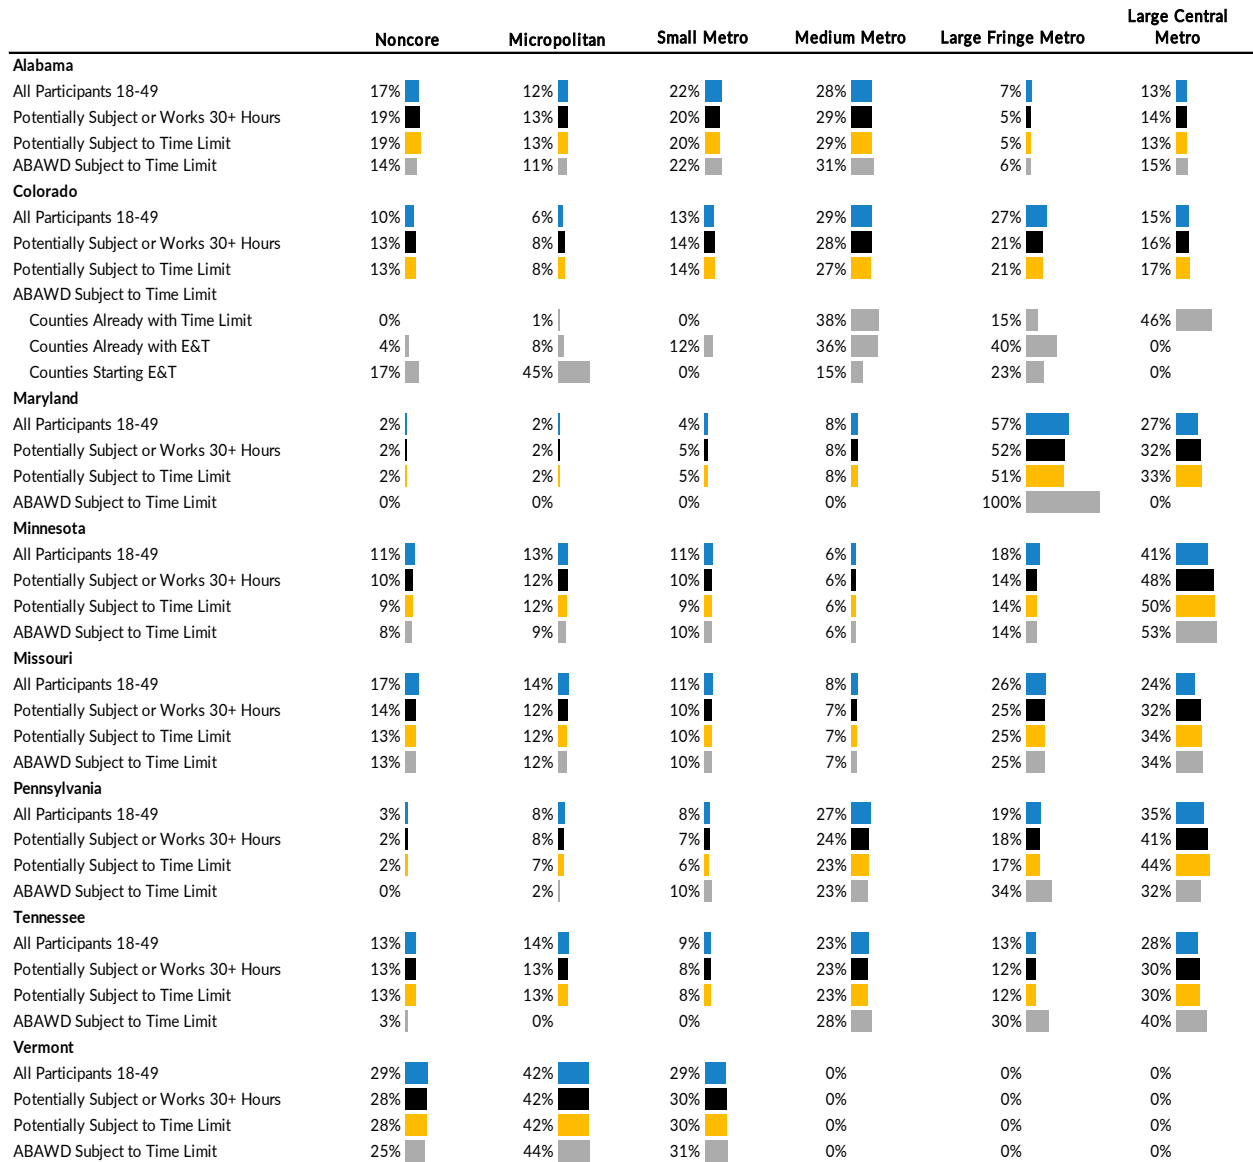 Noncore Micropolitan Small Metro Medium Metro Large Fringe Metro Large Central Metro
Alabama
All Participants 18-49 17% 12% 22% 28% 7% 13%
Potentially Subject or Works 30+ Hours 19% 13% 20% 29% 5% 14%
Potentially Subject to Time Limit 19% 13% 20% 29% 5% 13%
ABAWD Subject to Time Limit 14% 11% 22% 31% 6% 15%
Colorado
All Participants 18-49 10% 6% 13% 29% 27% 15%
Potentially Subject or Works 30+ Hours 13% 8% 14% 28% 21% 16%
Potentially Subject to Time Limit 13% 8% 14% 27% 21% 17%
ABAWD Subject to Time Limit
Counties Already with Time Limit 0% 1% 0% 38% 15% 46%
Counties Already with E&T 4% 8% 12% 36% 40% 0%
Counties Starting E&T 17% 45% 0% 15% 23% 0%
Maryland
All Participants 18-49 2% 2% 4% 8% 57% 27%
Potentially Subject or Works 30+ Hours 2% 2% 5% 8% 52% 32%
Potentially Subject to Time Limit 2% 2% 5% 8% 51% 33%
ABAWD Subject to Time Limit 0% 0% 0% 0% 100% 0%
Minnesota
All Participants 18-49 11% 13% 11% 6% 18% 41%
Potentially Subject or Works 30+ Hours 10% 12% 10% 6% 14% 48%
Potentially Subject to Time Limit 9% 12% 9% 6% 14% 50%
ABAWD Subject to Time Limit 8% 9% 10% 6% 14% 53%
Missouri
All Participants 18-49 17% 14% 11% 8% 26% 24%
Potentially Subject or Works 30+ Hours 14% 12% 10% 7% 25% 32%
Potentially Subject to Time Limit 13% 12% 10% 7% 25% 34%
ABAWD Subject to Time Limit 13% 12% 10% 7% 25% 34%
Pennsylvania
All Participants 18-49 3% 8% 8% 27% 19% 35%
Potentially Subject or Works 30+ Hours 2% 8% 7% 24% 18% 41%
Potentially Subject to Time Limit 2% 7% 6% 23% 17% 44%
ABAWD Subject to Time Limit 0% 2% 10% 23% 34% 32%
Tennessee
All Participants 18-49 13% 14% 9% 23% 13% 28%
Potentially Subject or Works 30+ Hours 13% 13% 8% 23% 12% 30%
Potentially Subject to Time Limit 13% 13% 8% 23% 12% 30%
ABAWD Subject to Time Limit 3% 0% 0% 28% 30% 40%
Vermont
All Participants 18-49 29% 42% 29% 0% 0% 0%
Potentially Subject or Works 30+ Hours 28% 42% 30% 0% 0% 0%
Potentially Subject to Time Limit 28% 42% 30% 0% 0% 0%
ABAWD Subject to Time Limit 25% 44% 31% 0% 0% 0%